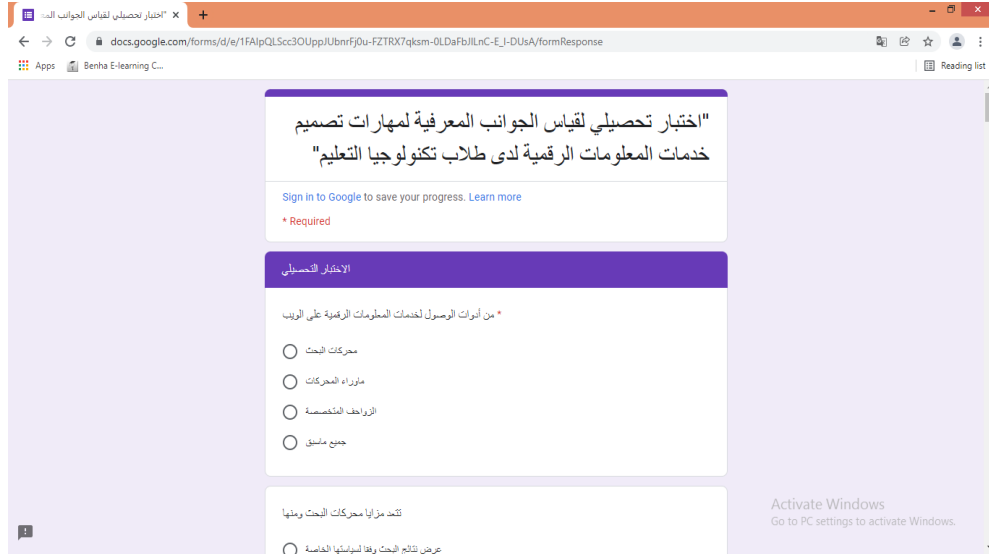 "اختبار تحصيلي لقياس الجوانب المع
docs.google.com/forms/d/e/1FAIpQLScc3OUppJUbnrFj0u-FZTRX7qksm-0LDaFbJlLnC-E_I-DUsA/formResponse
Apps Benha E-learning C... Reading list
"اختبار تحصيلي لقياس الجوانب المعرفية لمهارات تصميم
خدمات المعلومات الرقمية لدى طلاب تكنولوجيا التعليم"
Sign in to Google to save your progress. Learn more
* Required
الاختبار التحصيلي
من أدوات الوصول لخدمات المعلومات الرقمية على الويب *
محركات البحث
ماوراء المحركات
الزواحف المتخصصة
جميع ماسبق
تتعد مزايا محركات البحث ومنها
عرض نتائج البحث وفقا لسياستها الخاصة
Activate Windows
Go to PC settings to activate Windows.